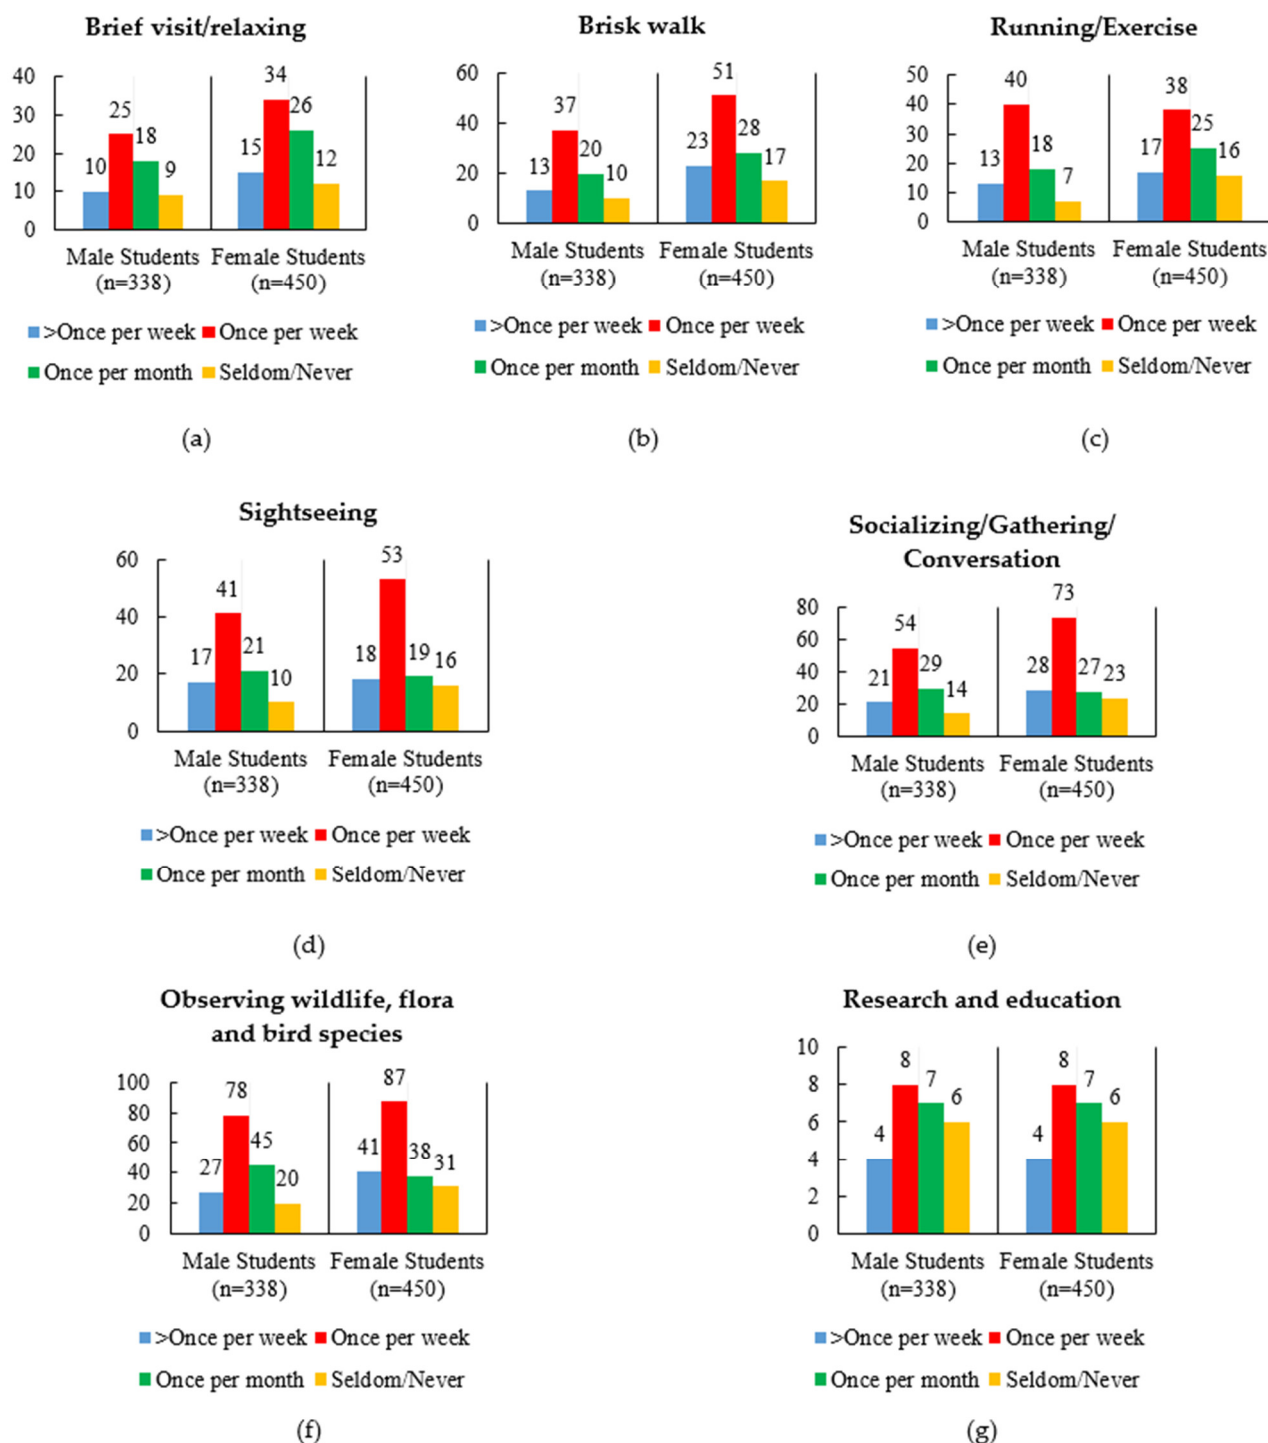 Brief visit/relaxing
40
30
20
10
0
10
25
18
9
15
34
26
12
Male Students
(n=338)
Female Students
(n=450)
>Once per week
Once per week
Once per month
Seldom/Never
(a)
Brisk walk
60
40
20
0
13
37
20
10
23
51
28
17
Male Students
(n=338)
Female Students
(n=450)
>Once per week
Once per week
Once per month
Seldom/Never
(b)
Running/Exercise
50
40
30
20
10
0
13
40
18
7
17
38
25
16
Male Students
(n=338)
Female Students
(n=450)
>Once per week
Once per week
Once per month
Seldom/Never
(c)
Sightseeing
60
40
20
0
17
41
21
10
18
53
19
16
Male Students
(n=338)
Female Students
(n=450)
>Once per week
Once per week
Once per month
Seldom/Never
(d)
Socializing/Gathering/
Conversation
80
60
40
20
0
21
54
29
14
28
73
27
23
Male Students
(n=338)
Female Students
(n=450)
>Once per week
Once per week
Once per month
Seldom/Never
(e)
Observing wildlife, flora
and bird species
100
80
60
40
20
0
27
78
45
20
41
87
38
31
Male Students
(n=338)
Female Students
(n=450)
>Once per week
Once per week
Once per month
Seldom/Never
(f)
Research and education
10
8
6
4
2
0
4
8
7
6
4
8
7
6
Male Students
(n=338)
Female Students
(n=450)
>Once per week
Once per week
Once per month
Seldom/Never
(g)